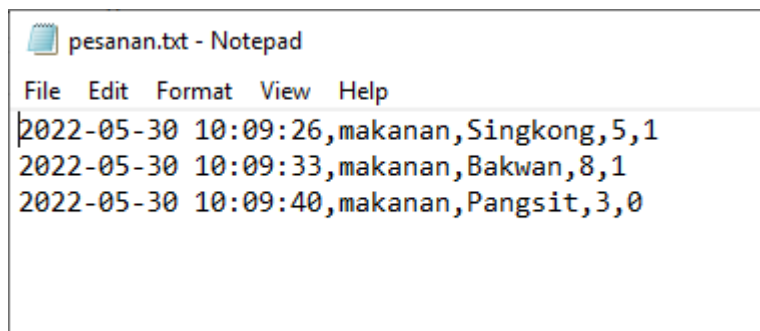 pesanan.txt - Notepad
File Edit Format View Help
2022-05-30 10:09:26,makanan,Singkong,5,1
2022-05-30 10:09:33,makanan,Bakwan,8,1
2022-05-30 10:09:40,makanan,Pangsit,3,0